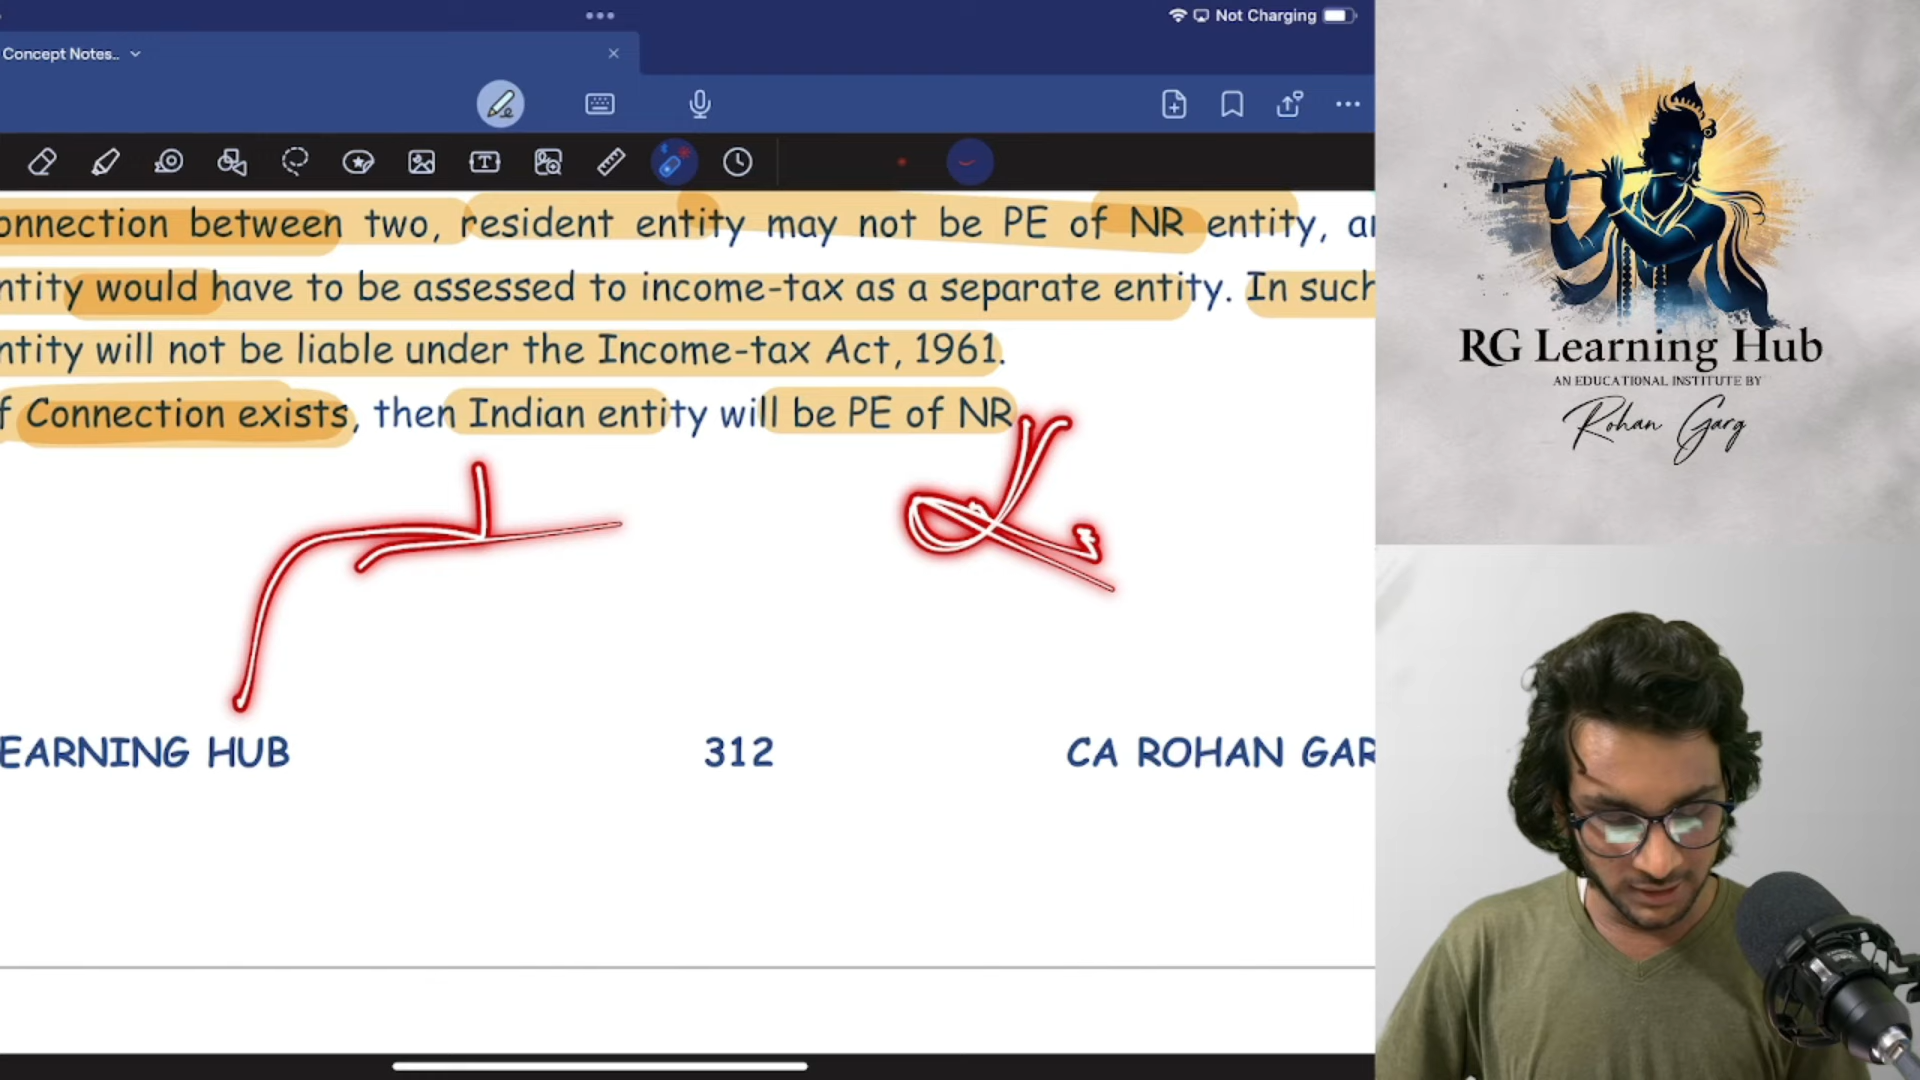 Not Charging
Concept Notes..
onnection between two, resident entity may not be PE of NR entity, an
ntity would have to be assessed to income-tax as a separate entity. In such
ntity will not be liable under the Income-tax Act, 1961.
f Connection exists, then Indian entity will be PE of NR
EARNING HUB 312 CA ROHAN GAR
RG Learning Hub
AN EDUCATIONAL INSTITUTE BY
Rohan Garg